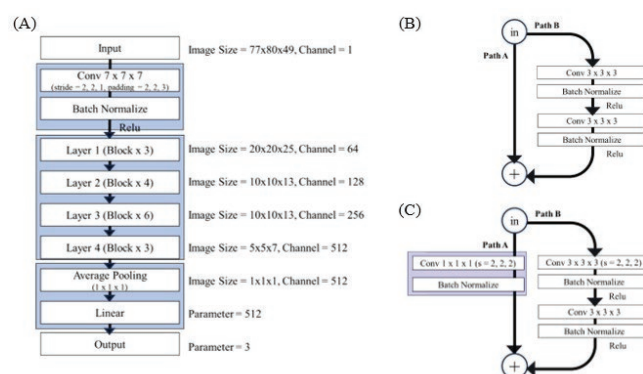 (A)
Input
Image Size = 77x80x49, Channel = 1
Conv 7 x 7 x 7
(stride = 2, 2, 1, padding = 2, 2, 3)
Batch Normalize
Relu
Layer 1 (Block x 3)
Image Size = 20x20x25, Channel = 64
Layer 2 (Block x 4)
Image Size = 10x10x13, Channel = 128
Layer 3 (Block x 6)
Image Size = 10x10x13, Channel = 256
Layer 4 (Block x 3)
Image Size = 5x5x7, Channel = 512
Average Pooling
(1 x 1 x 1)
Image Size = 1x1x1, Channel = 512
Linear
Parameter = 512
Output
Parameter = 3
(B)
in
Path B
Path A
Conv 3 x 3 x 3
Batch Normalize
Relu
Conv 3 x 3 x 3
Batch Normalize
Relu
+
(C)
in
Path B
Path A
Conv 1 x 1 x 1 (s = 2, 2, 2)
Batch Normalize
Conv 3 x 3 x 3 (s = 2, 2, 2)
Batch Normalize
Relu
Conv 3 x 3 x 3
Batch Normalize
Relu
+